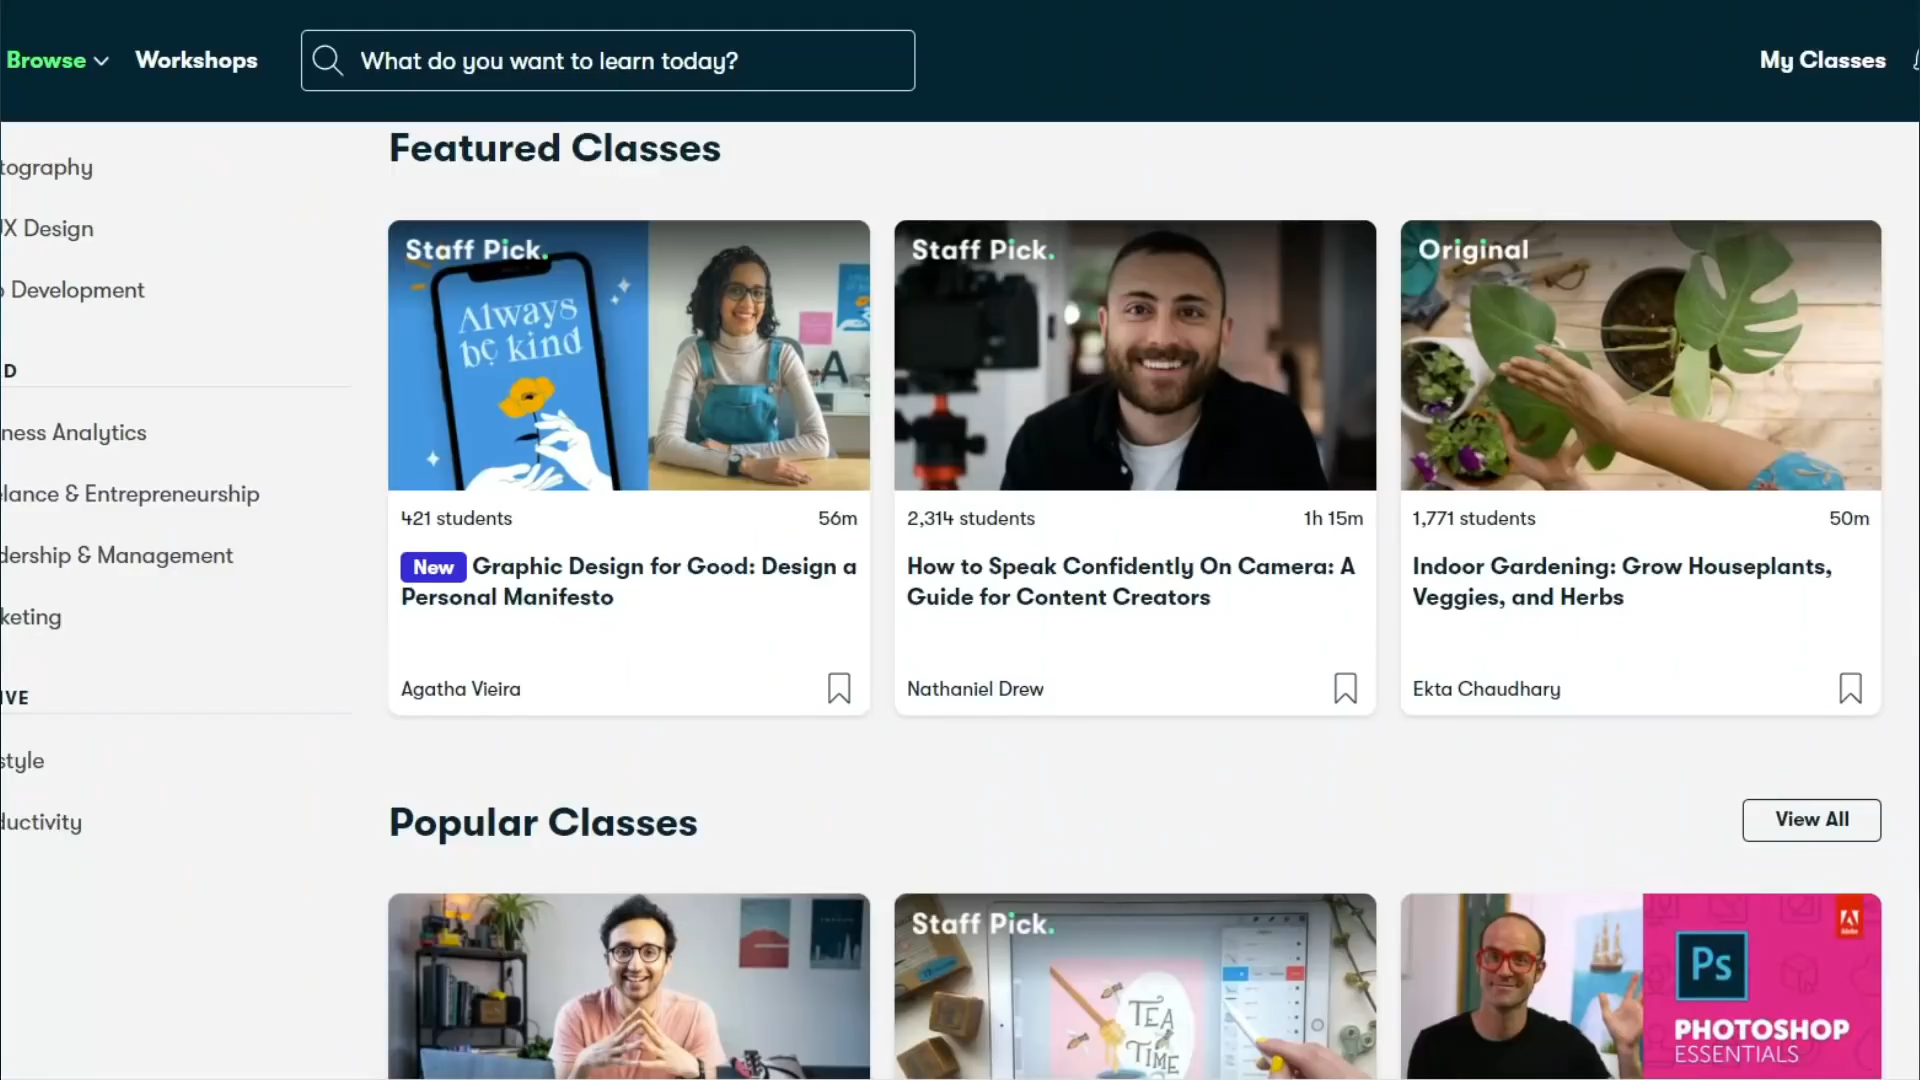 Browse
Workshops
What do you want to learn today?
My Classes
Featured Classes
tography
X Design
Development
D
ness Analytics
lance & Entrepreneurship
dership & Management
keting
IVE
style
ductivity
Staff Pick.
Always
be kind
A
421 students
56m
New Graphic Design for Good: Design a
Personal Manifesto
Agatha Vieira
Staff Pick.
2,314 students
1h 15m
How to Speak Confidently On Camera: A
Guide for Content Creators
Nathaniel Drew
Original
1,771 students
50m
Indoor Gardening: Grow Houseplants,
Veggies, and Herbs
Ekta Chaudhary
Popular Classes
View All
Staff Pick.
TEA
TIME
Ps
Adobe
PHOTOSHOP
ESSENTIALS